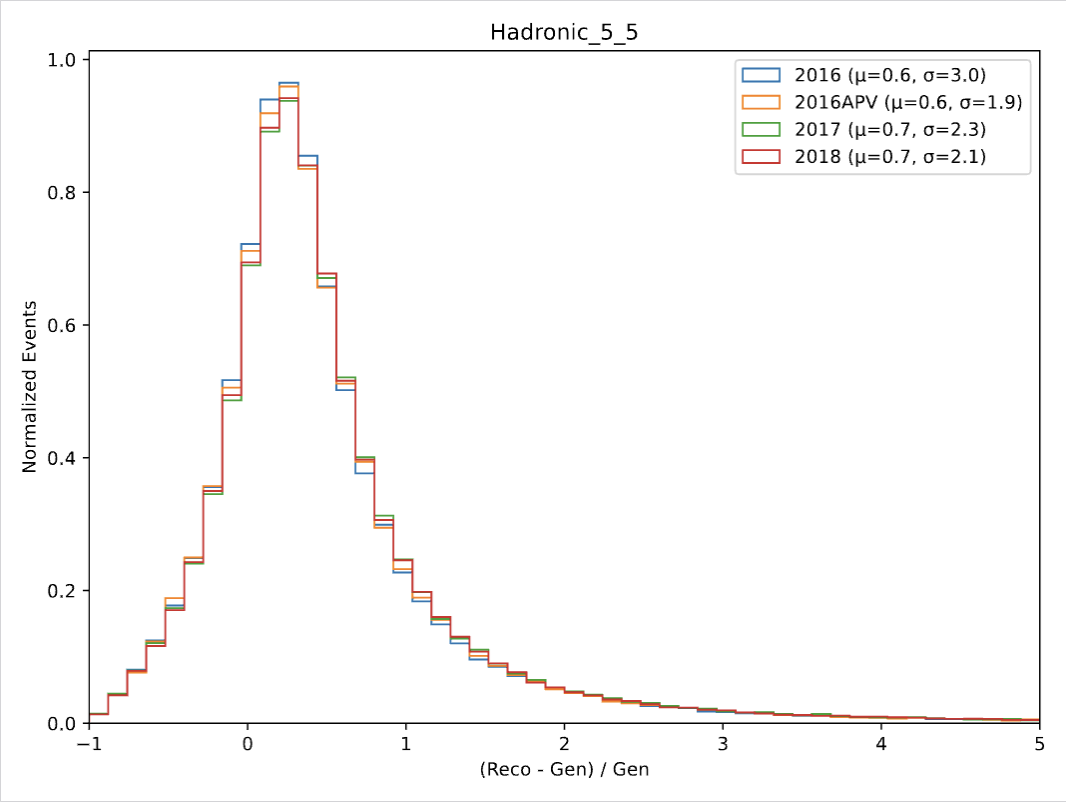 Hadronic_5_5
2016 (μ=0.6, σ=3.0)
2016APV (μ=0.6, σ=1.9)
2017 (μ=0.7, σ=2.3)
2018 (μ=0.7, σ=2.1)
Normalized Events
1.0
0.8
0.6
0.4
0.2
0.0
−1 0 1 2 3 4 5
(Reco - Gen) / Gen